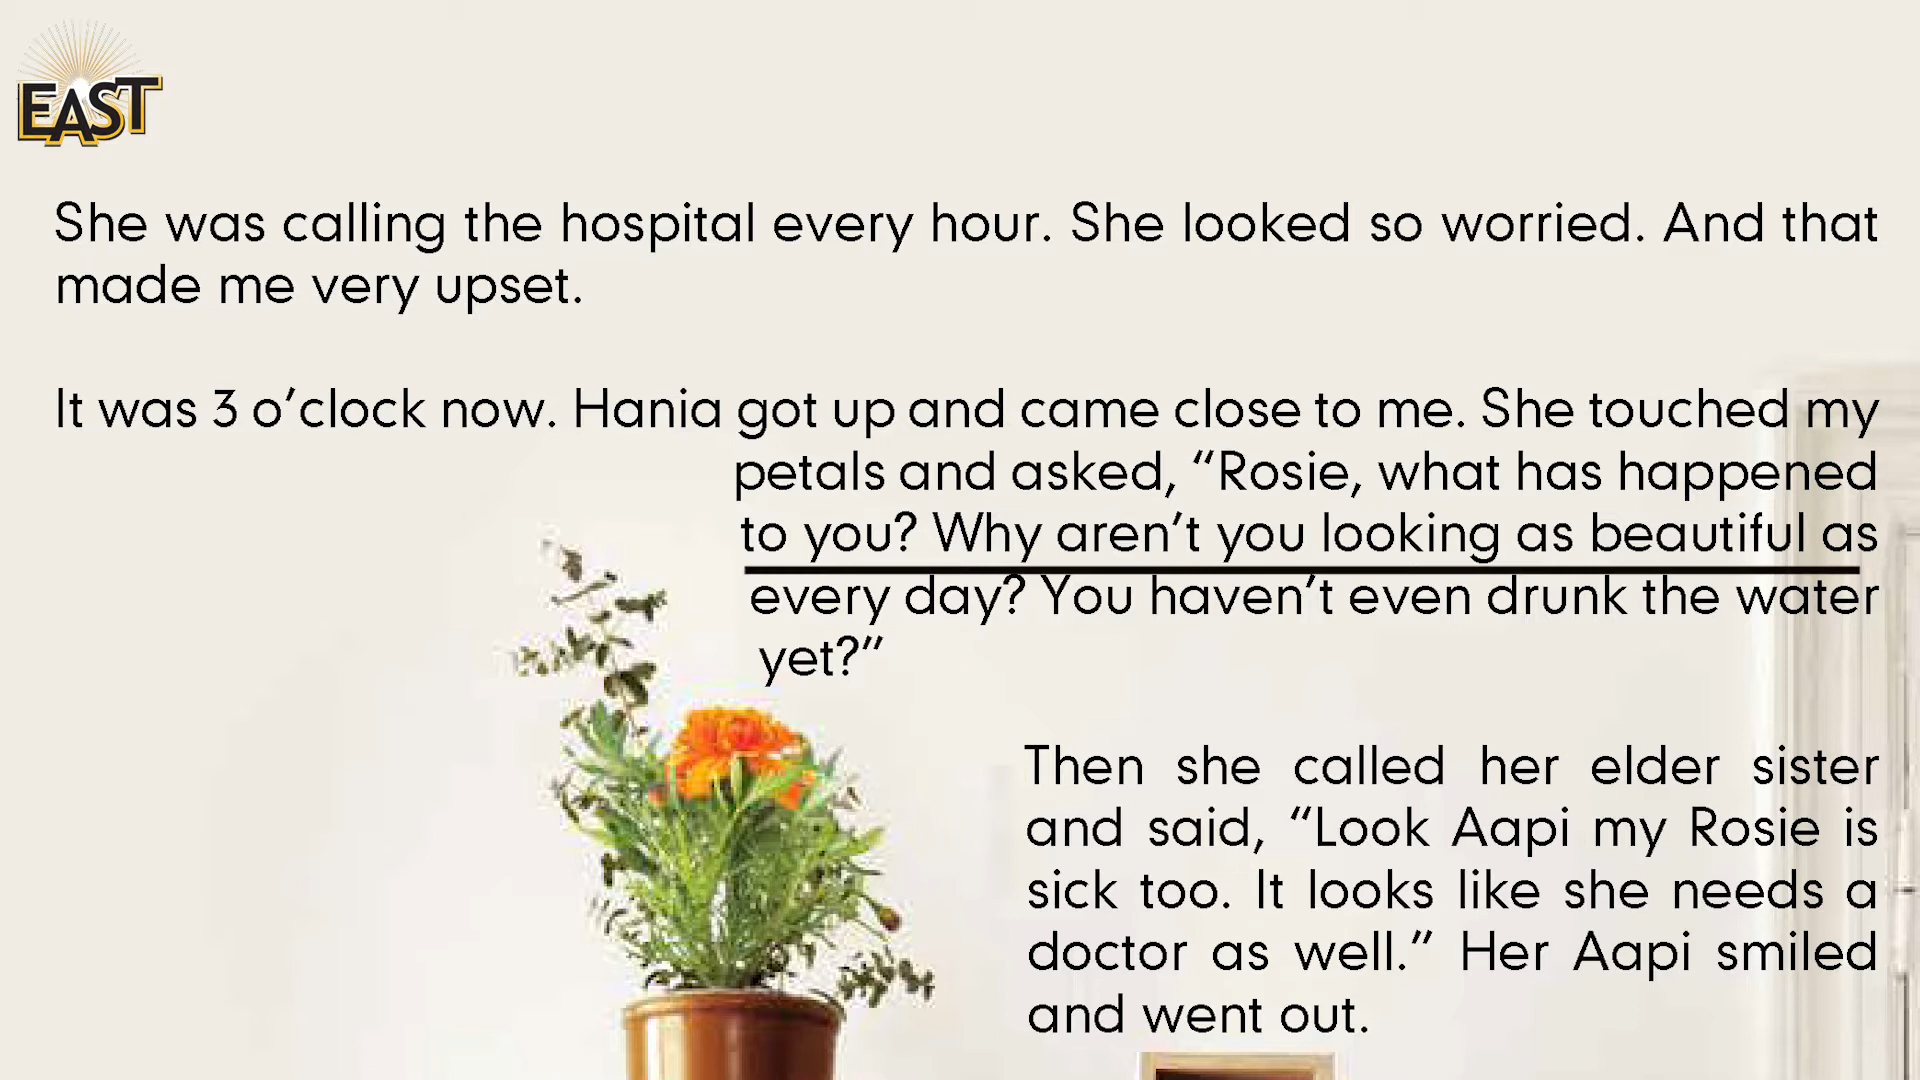 EAST
She was calling the hospital every hour. She looked so worried. And that
made me very upset.
It was 3 o’clock now. Hania got up and came close to me. She touched my
petals and asked, “Rosie, what has happened
to you? Why aren’t you looking as beautiful as
every day? You haven’t even drunk the water
yet?”
Then she called her elder sister
and said, “Look Aapi my Rosie is
sick too. It looks like she needs a
doctor as well.” Her Aapi smiled
and went out.